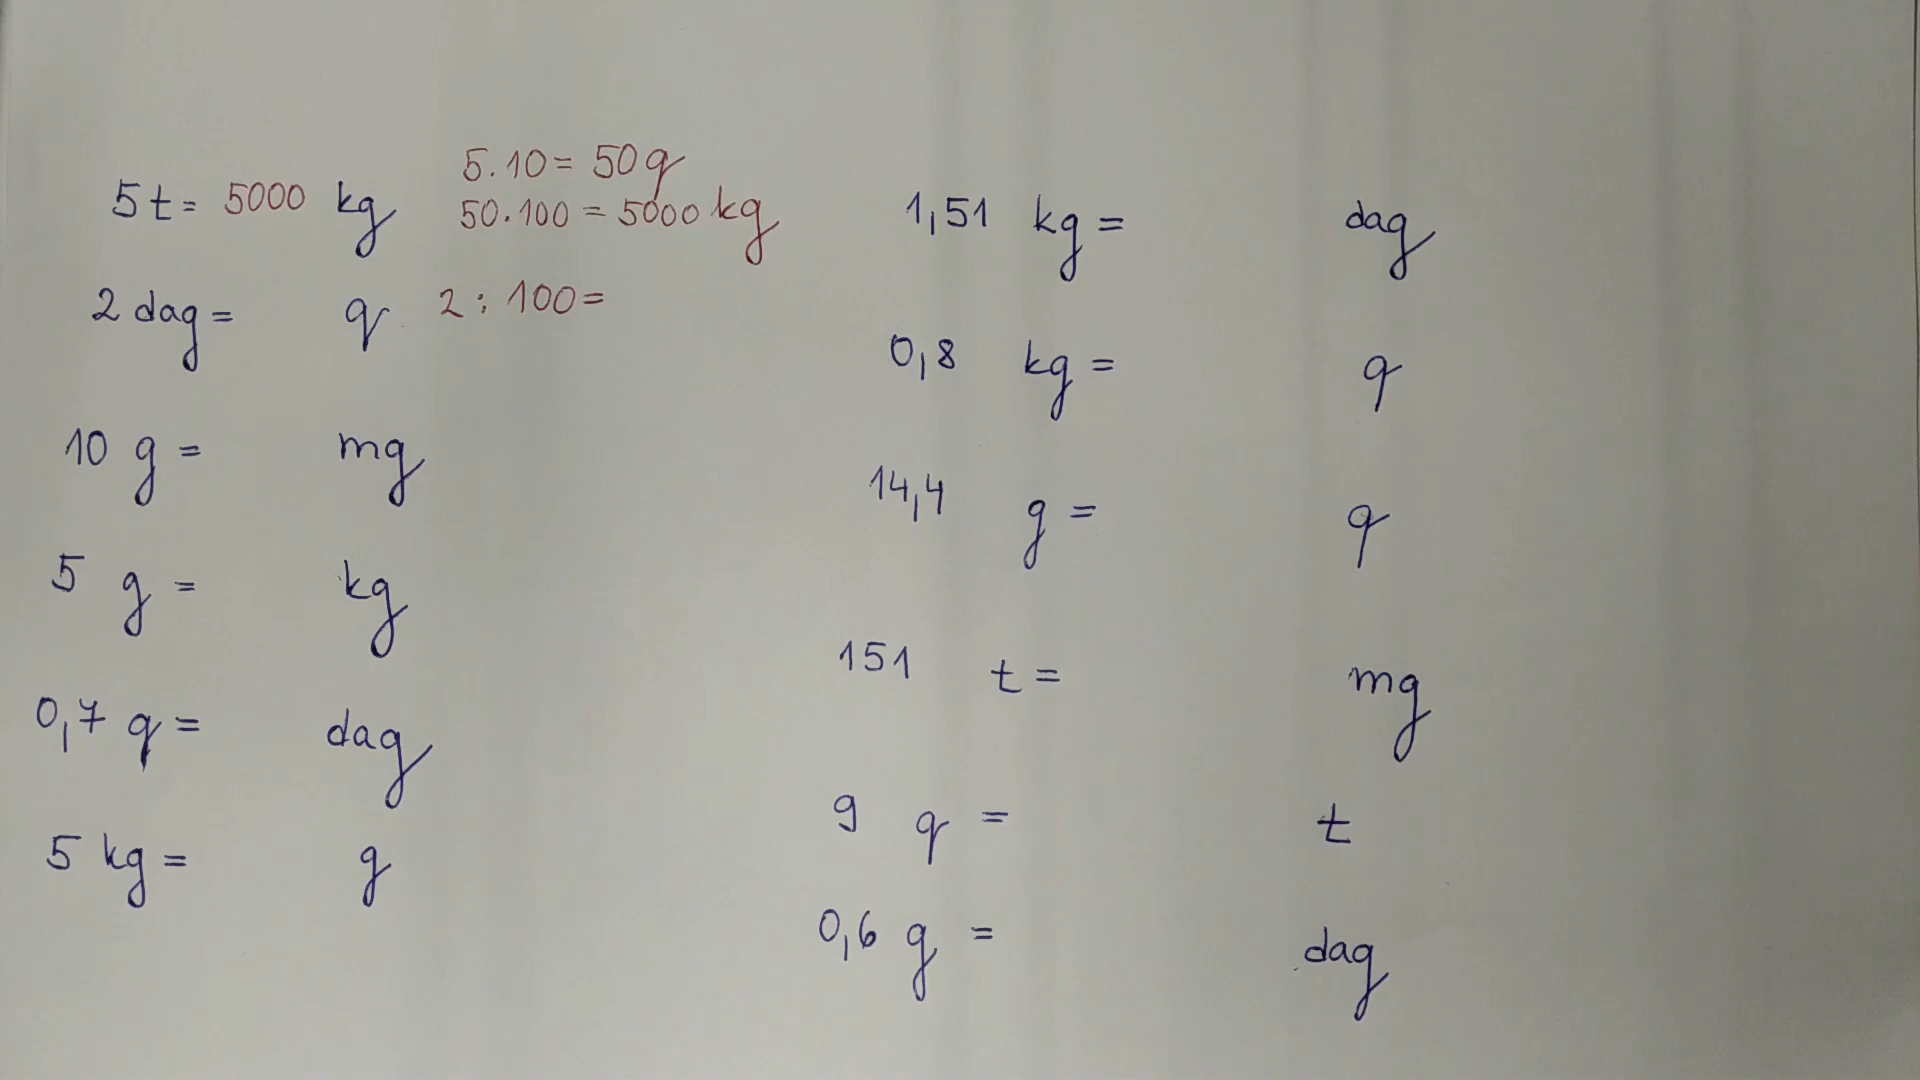 5t = 5000 kg 5.10 = 50q
50.100 = 5000 kg
2 dag = q 2 : 100 =
10 g = mg
5 g = kg
0,7 q = dag
5 kg = g
1,51 kg = dag
0,8 kg = q
14,4 g = q
151 t = mg
9 q = t
0,6 g = dag